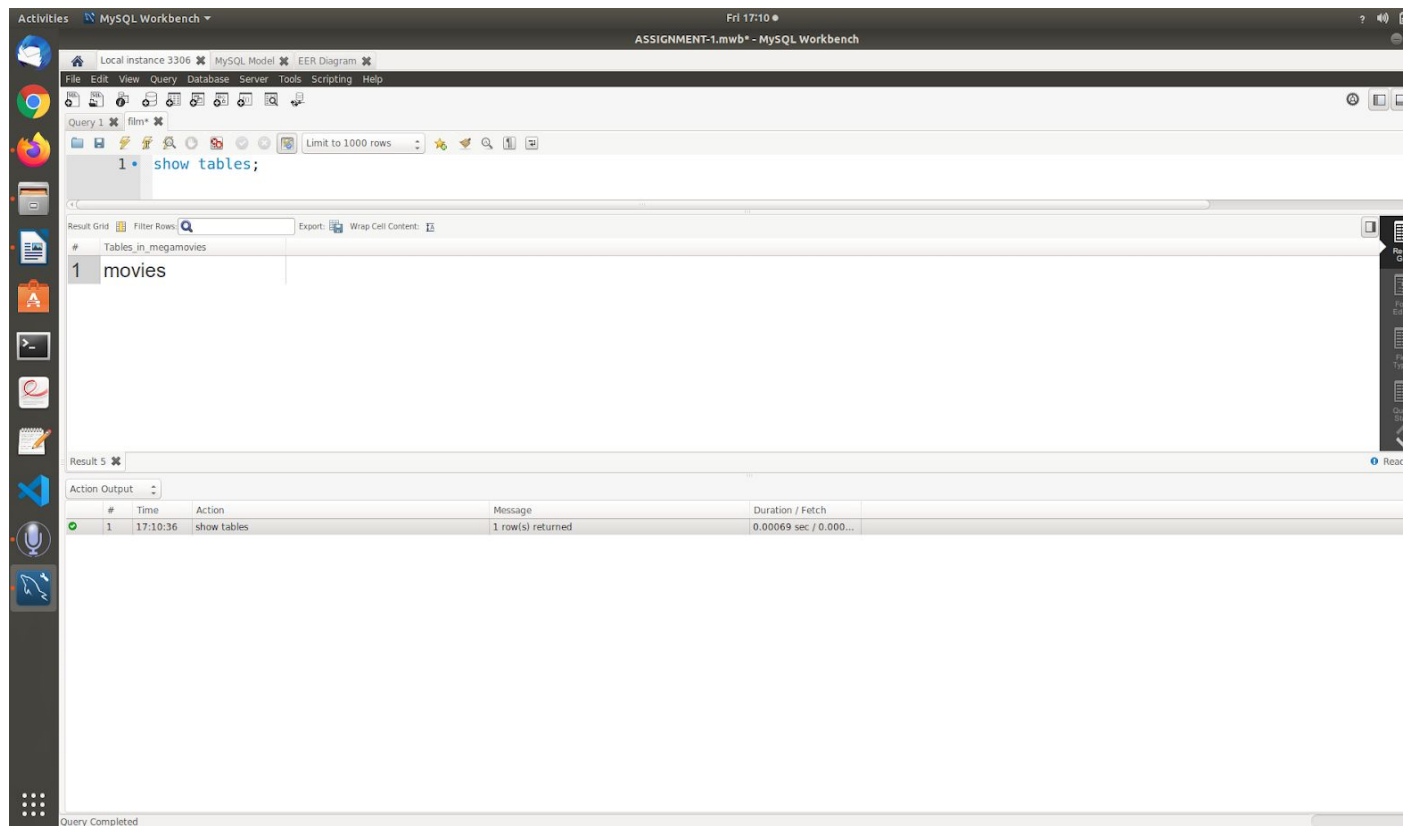 Activities MySQL Workbench Fri 17:10
ASSIGNMENT-1.mwb* - MySQL Workbench
Local instance 3306 MySQL Model EER Diagram
File Edit View Query Database Server Tools Scripting Help
Query 1 film*
Limit to 1000 rows
1 show tables;
Result Grid Filter Rows: Export: Wrap Cell Content:
# Tables_in_megamovies
1 movies
Result 5
Action Output
# Time Action Message Duration / Fetch
1 17:10:36 show tables 1 row(s) returned 0.00069 sec / 0.000...
Query Completed